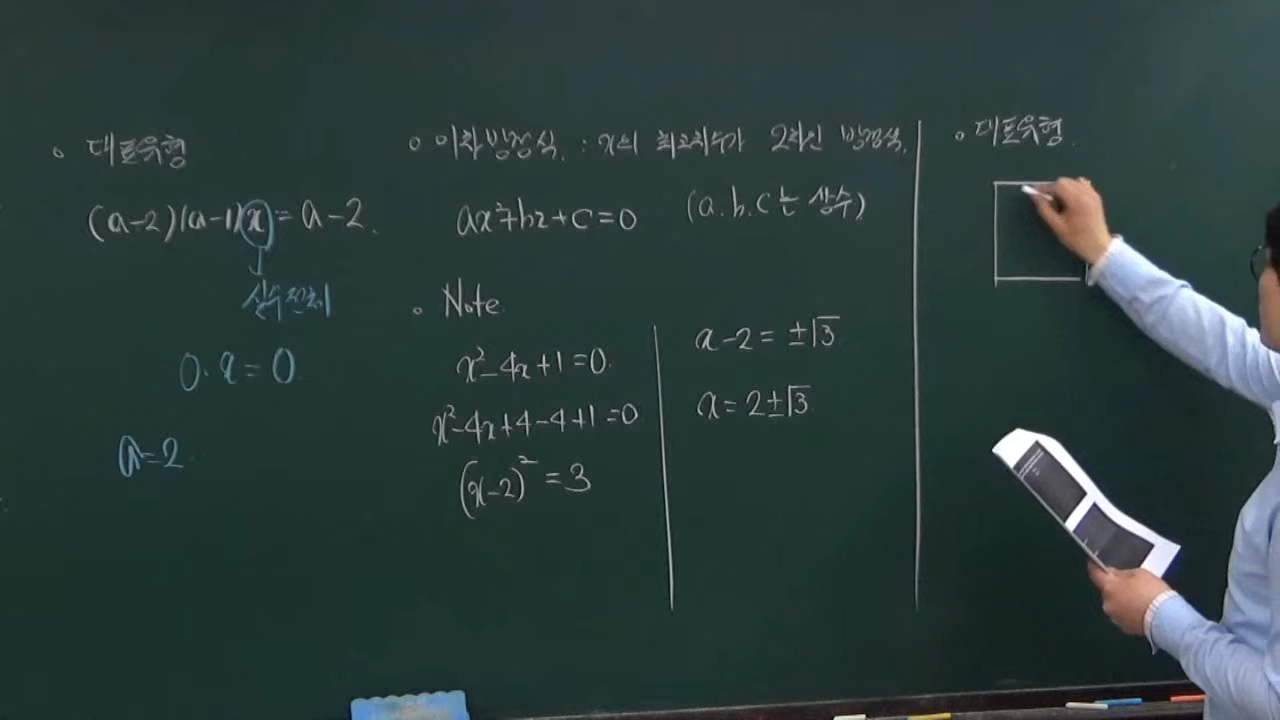 대표유형
(a-2)(a-1)x = a-2.
상수전체
0·x=0
a=2
이차방정식. : x의 최고차수가 2차인 방정식.
ax²+bx+c=0 (a.b.c는 상수)
Note
x²-4x+1=0.
x²-4x+4-4+1=0
(x-2)²=3
x-2=±√3
x=2±√3
대표유형.